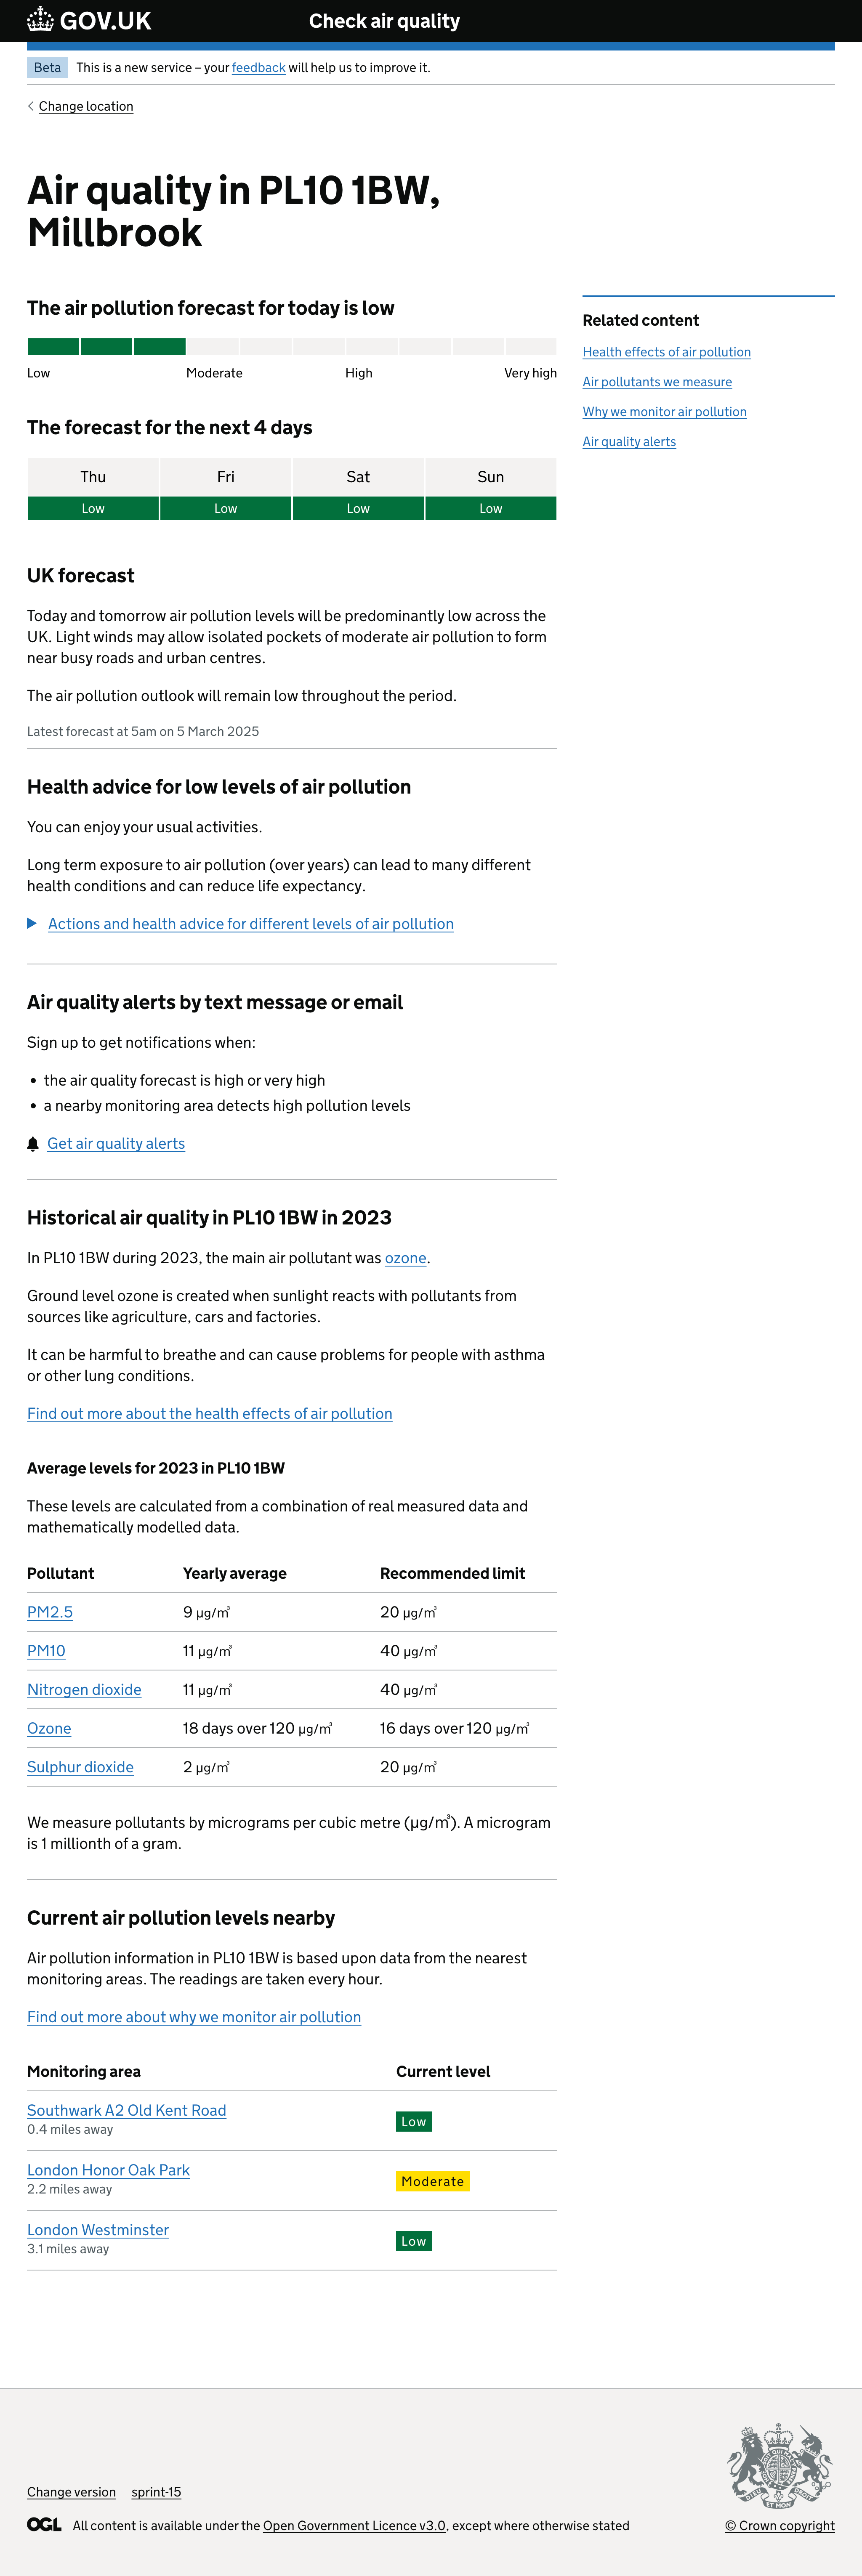 GOV.UK
Check air quality
Beta
This is a new service – your feedback will help us to improve it.
Change location
Air quality in PL10 1BW,
Millbrook
The air pollution forecast for today is low
Low Moderate High Very high
The forecast for the next 4 days
Thu Fri Sat Sun
Low Low Low Low
UK forecast
Today and tomorrow air pollution levels will be predominantly low across the
UK. Light winds may allow isolated pockets of moderate air pollution to form
near busy roads and urban centres.
The air pollution outlook will remain low throughout the period.
Latest forecast at 5am on 5 March 2025
Health advice for low levels of air pollution
You can enjoy your usual activities.
Long term exposure to air pollution (over years) can lead to many different
health conditions and can reduce life expectancy.
Actions and health advice for different levels of air pollution
Air quality alerts by text message or email
Sign up to get notifications when:
• the air quality forecast is high or very high
• a nearby monitoring area detects high pollution levels
Get air quality alerts
Historical air quality in PL10 1BW in 2023
In PL10 1BW during 2023, the main air pollutant was ozone.
Ground level ozone is created when sunlight reacts with pollutants from
sources like agriculture, cars and factories.
It can be harmful to breathe and can cause problems for people with asthma
or other lung conditions.
Find out more about the health effects of air pollution
Average levels for 2023 in PL10 1BW
These levels are calculated from a combination of real measured data and
mathematically modelled data.
Pollutant Yearly average Recommended limit
PM2.5 9 μg/m³ 20 μg/m³
PM10 11 μg/m³ 40 μg/m³
Nitrogen dioxide 11 μg/m³ 40 μg/m³
Ozone 18 days over 120 μg/m³ 16 days over 120 μg/m³
Sulphur dioxide 2 μg/m³ 20 μg/m³
We measure pollutants by micrograms per cubic metre (μg/m³). A microgram
is 1 millionth of a gram.
Current air pollution levels nearby
Air pollution information in PL10 1BW is based upon data from the nearest
monitoring areas. The readings are taken every hour.
Find out more about why we monitor air pollution
Monitoring area Current level
Southwark A2 Old Kent Road
0.4 miles away
Low
London Honor Oak Park
2.2 miles away
Moderate
London Westminster
3.1 miles away
Low
Related content
Health effects of air pollution
Air pollutants we measure
Why we monitor air pollution
Air quality alerts
Change version sprint-15
OGL All content is available under the Open Government Licence v3.0, except where otherwise stated
DIEU ET MON DROIT
© Crown copyright